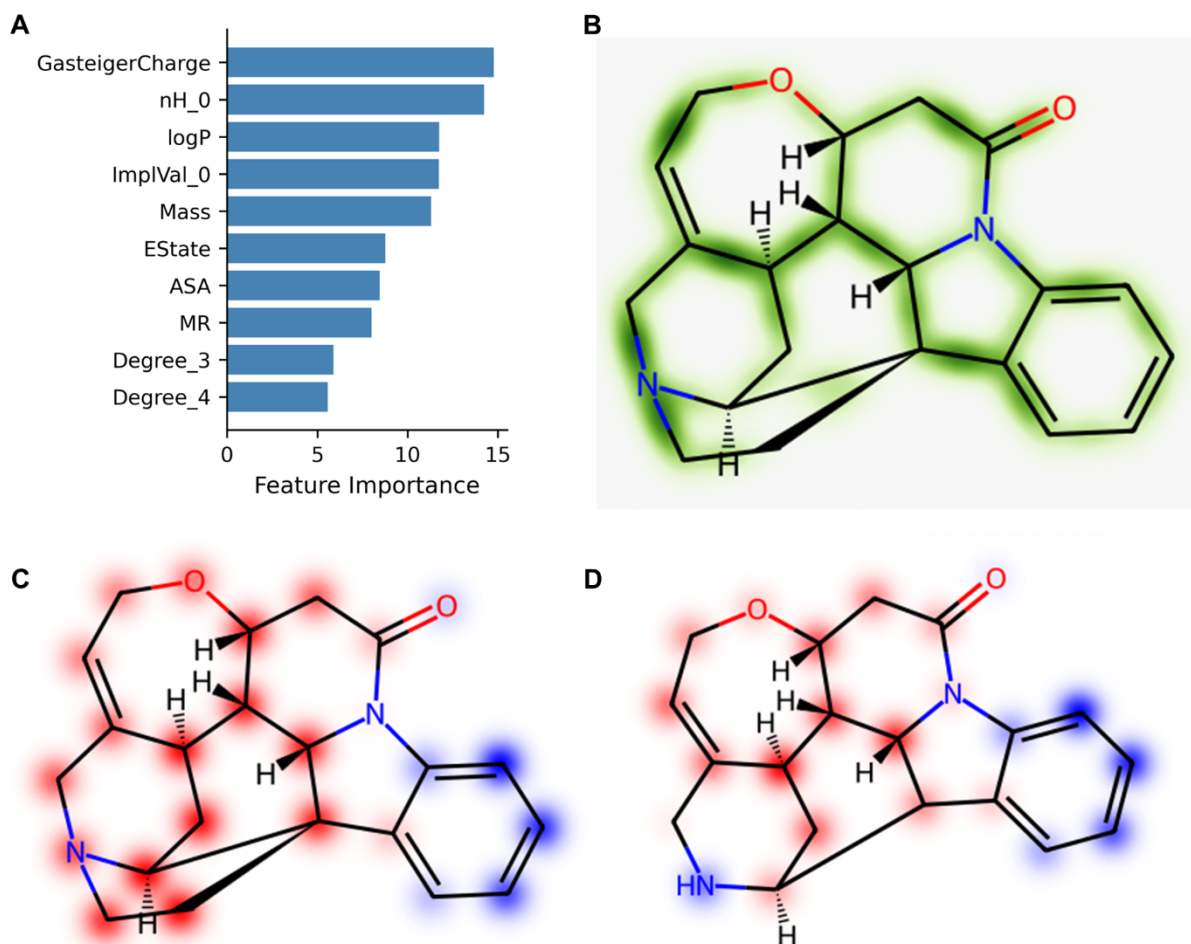 A
GasteigerCharge
nH_0
logP
ImplVal_0
Mass
EState
ASA
MR
Degree_3
Degree_4
0 5 10 15
Feature Importance
B
O
O
H
H
H
N
H
N
H
C
O
O
H
H
H
N
H
N
H
D
O
O
H
H
H
N
H
HN
H